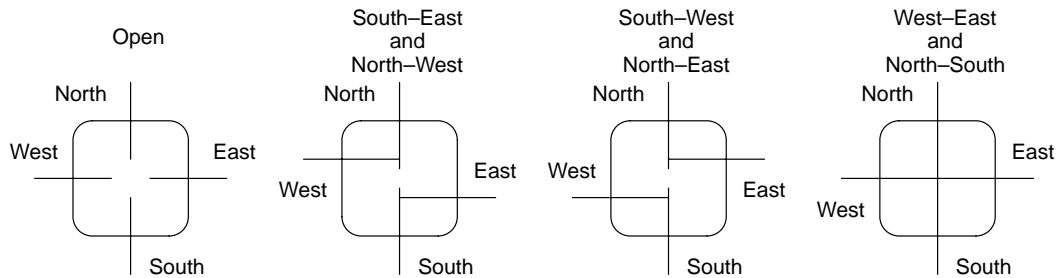 Open
North
West
East
South
South–East
and
North–West
North
West
East
South
South–West
and
North–East
North
West
East
South
West–East
and
North–South
North
East
West
South